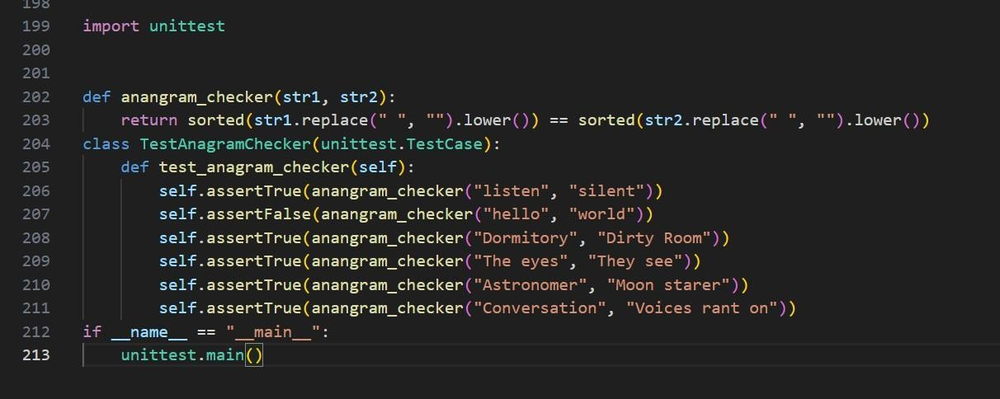 198
199 import unittest
200
201
202 def anangram_checker(str1, str2):
203     return sorted(str1.replace(" ", "").lower()) == sorted(str2.replace(" ", "").lower())
204 class TestAnagramChecker(unittest.TestCase):
205     def test_anagram_checker(self):
206         self.assertTrue(anangram_checker("listen", "silent"))
207         self.assertFalse(anangram_checker("hello", "world"))
208         self.assertTrue(anangram_checker("Dormitory", "Dirty Room"))
209         self.assertTrue(anangram_checker("The eyes", "They see"))
210         self.assertTrue(anangram_checker("Astronomer", "Moon starer"))
211         self.assertTrue(anangram_checker("Conversation", "Voices rant on"))
212 if __name__ == "__main__":
213     unittest.main()